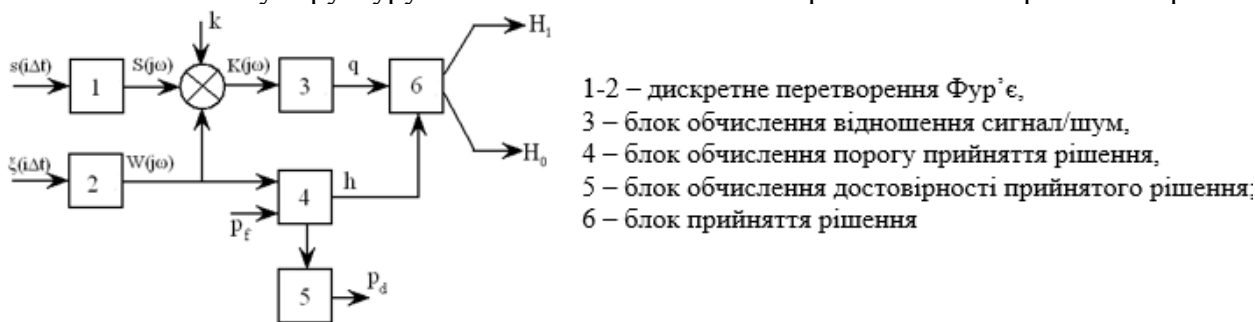 k
H₁
s(iΔt) S(jω) K(jω) q
1 3 6
H₀
ξ(iΔt) W(jω) h
2 4
p_f
5 p_d
1-2 – дискретне перетворення Фур’є,
3 – блок обчислення відношення сигнал/шум,
4 – блок обчислення порогу прийняття рішення,
5 – блок обчислення достовірності прийнятого рішення;
6 – блок прийняття рішення